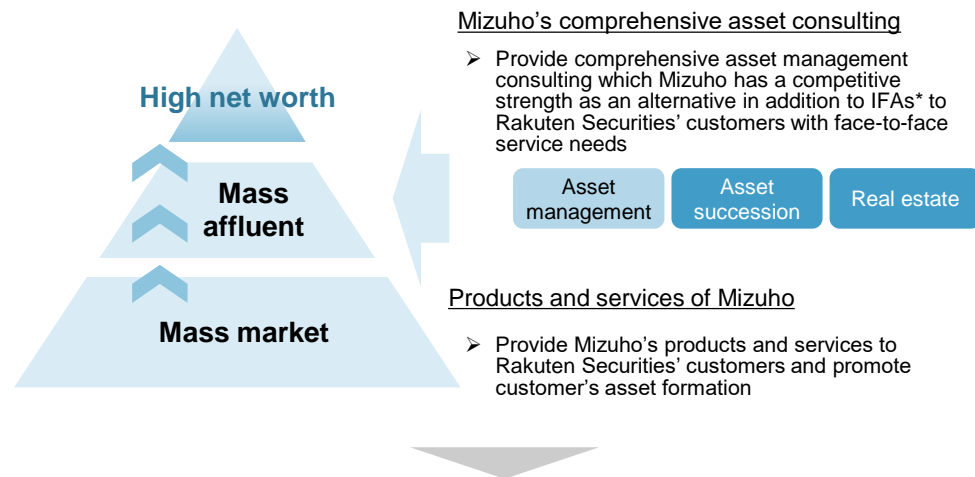 High net worth
Mass
affluent
Mass market
Mizuho’s comprehensive asset consulting
➢ Provide comprehensive asset management
consulting which Mizuho has a competitive
strength as an alternative in addition to IFAs* to
Rakuten Securities’ customers with face-to-face
service needs
Asset
management
Asset
succession
Real estate
Products and services of Mizuho
➢ Provide Mizuho’s products and services to
Rakuten Securities’ customers and promote
customer’s asset formation